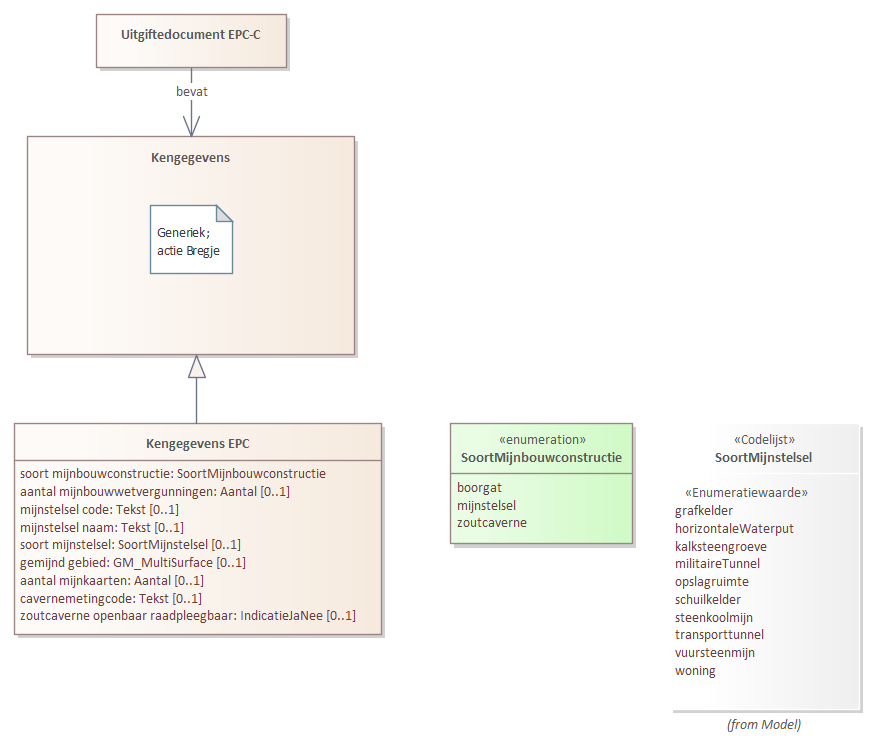 Uitgiftedocument EPC-C
bevat
Kengegevens
Generiek;
actie Bregje
Kengegevens EPC
soort mijnbouwconstructie: SoortMijnbouwconstructie
aantal mijnbouwwetvergunningen: Aantal [0..1]
mijnstelsel code: Tekst [0..1]
mijnstelsel naam: Tekst [0..1]
soort mijnstelsel: SoortMijnstelsel [0..1]
gemijnd gebied: GM_MultiSurface [0..1]
aantal mijnkaarten: Aantal [0..1]
cavernemetingcode: Tekst [0..1]
zoutcaverne openbaar raadpleegbaar: IndicatieJaNee [0..1]
«enumeration»
SoortMijnbouwconstructie
boorgat
mijnstelsel
zoutcaverne
«Codelijst»
SoortMijnstelsel
«Enumeratiewaarde»
grafkelder
horizontaleWaterput
kalksteengroeve
militaireTunnel
opslagruimte
schuilkelder
steenkoolmijn
transporttunnel
vuursteenmijn
woning
(from Model)